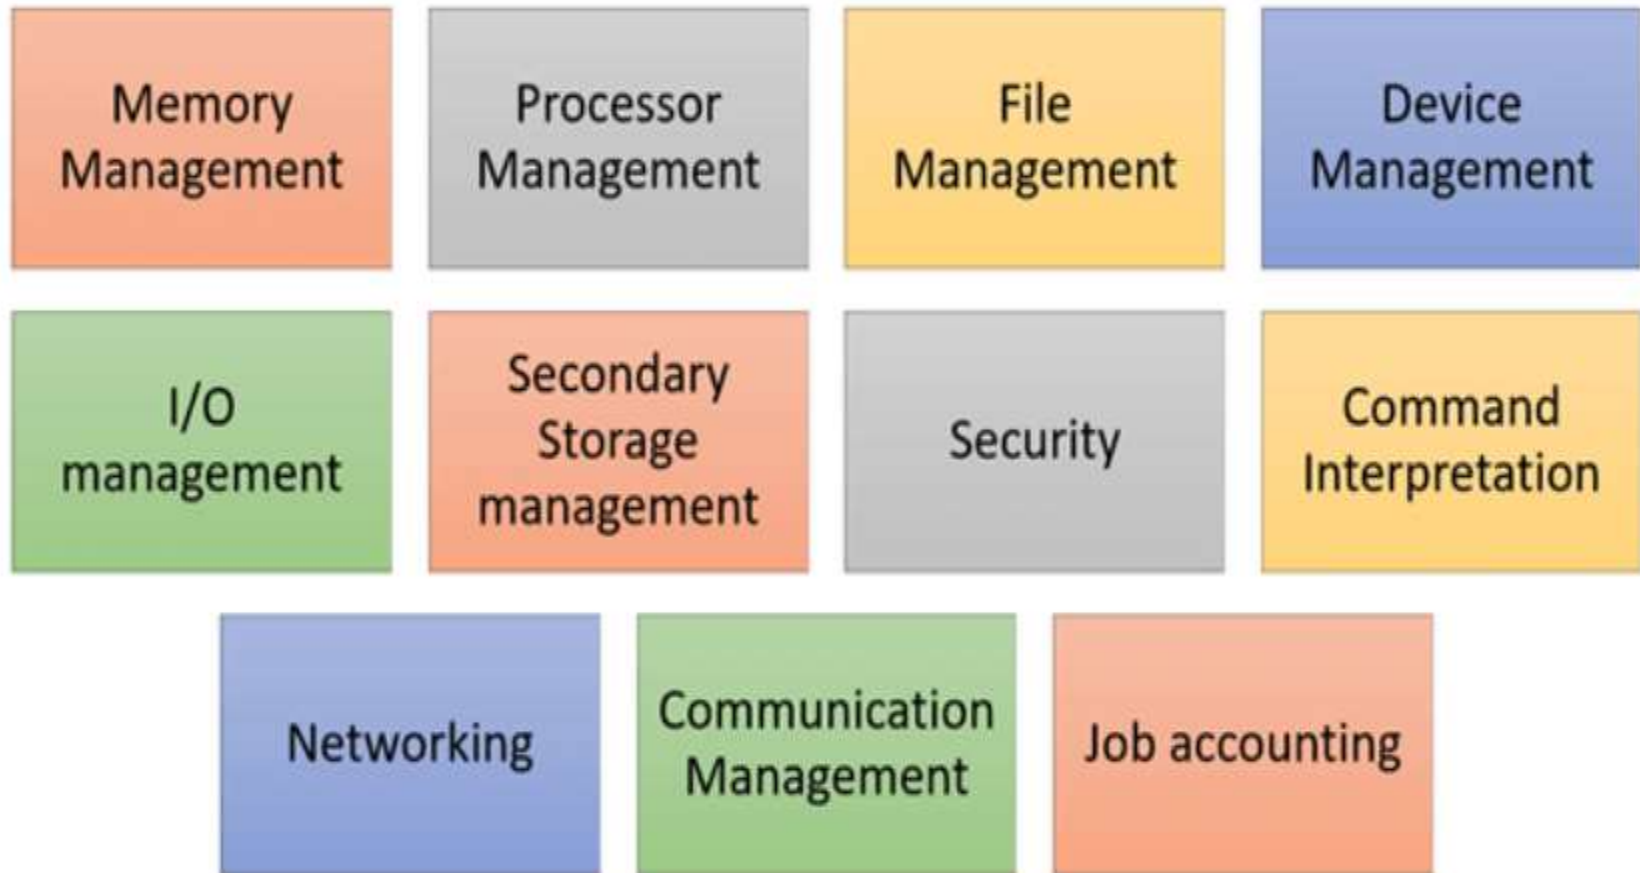 Memory
Management
Processor
Management
File
Management
Device
Management
I/O
management
Secondary
Storage
management
Security
Command
Interpretation
Networking
Communication
Management
Job accounting